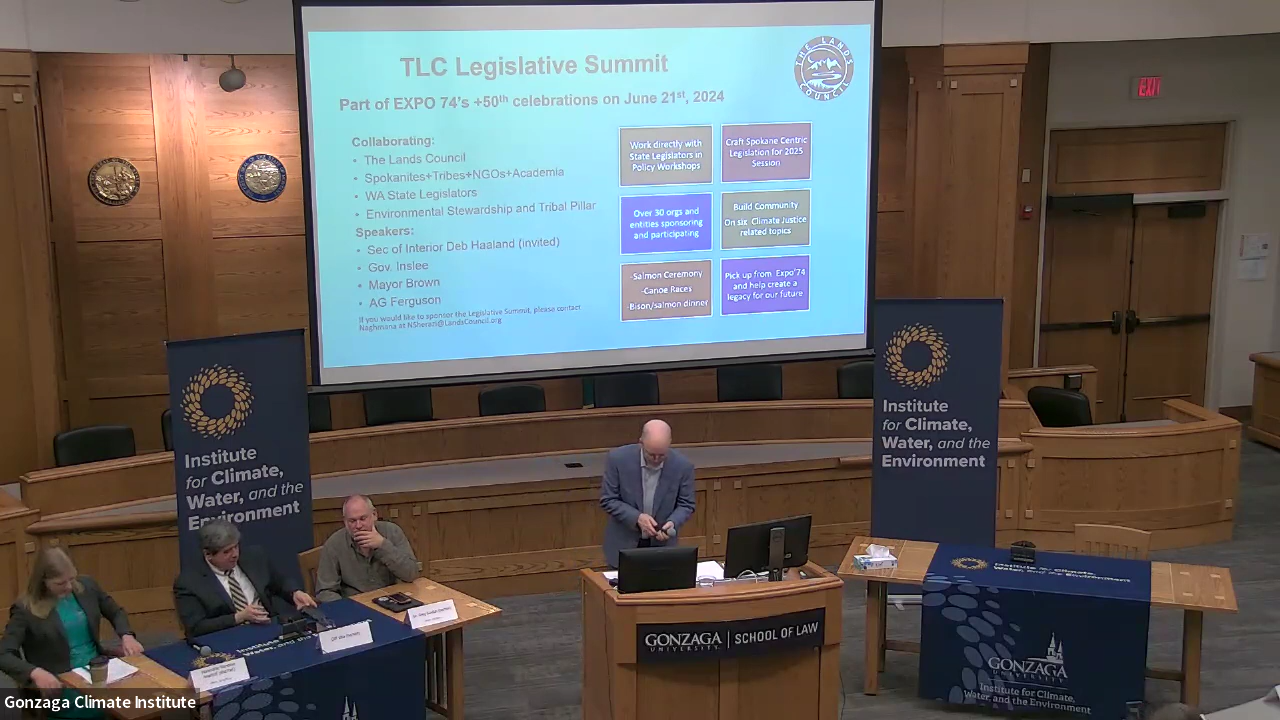 TLC Legislative Summit
THE LANDS
COUNCIL
Part of EXPO 74's +50th celebrations on June 21st, 2024
Collaborating:
• The Lands Council
• Spokanites+Tribes+NGOs+Academia
• WA State Legislators
• Environmental Stewardship and Tribal Pillar
Speakers:
• Sec of Interior Deb Haaland (invited)
• Gov. Inslee
• Mayor Brown
• AG Ferguson
If you would like to sponsor the Legislative Summit, please contact
Naghmana at NSherazi@LandsCouncil.org
Work directly with
State Legislators in
Policy Workshops
Craft Spokane Centric
Legislation for 2025
Session
Over 30 orgs and
entities sponsoring
and participating
Build Community
On six Climate Justice
related topics
-Salmon Ceremony
-Canoe Races
-Bison/salmon dinner
Pick up from Expo'74
and help create a
legacy for our future
EXIT
Institute
for Climate,
Water, and the
Environment
Institute
for Climate,
Water, and the
Environment
GONZAGA
UNIVERSITY
SCHOOL OF LAW
Institute for Climate,
Water, and the Environment
GONZAGA
UNIVERSITY
Institute for Climate,
Water, and the Environment
Gonzaga Climate Institute